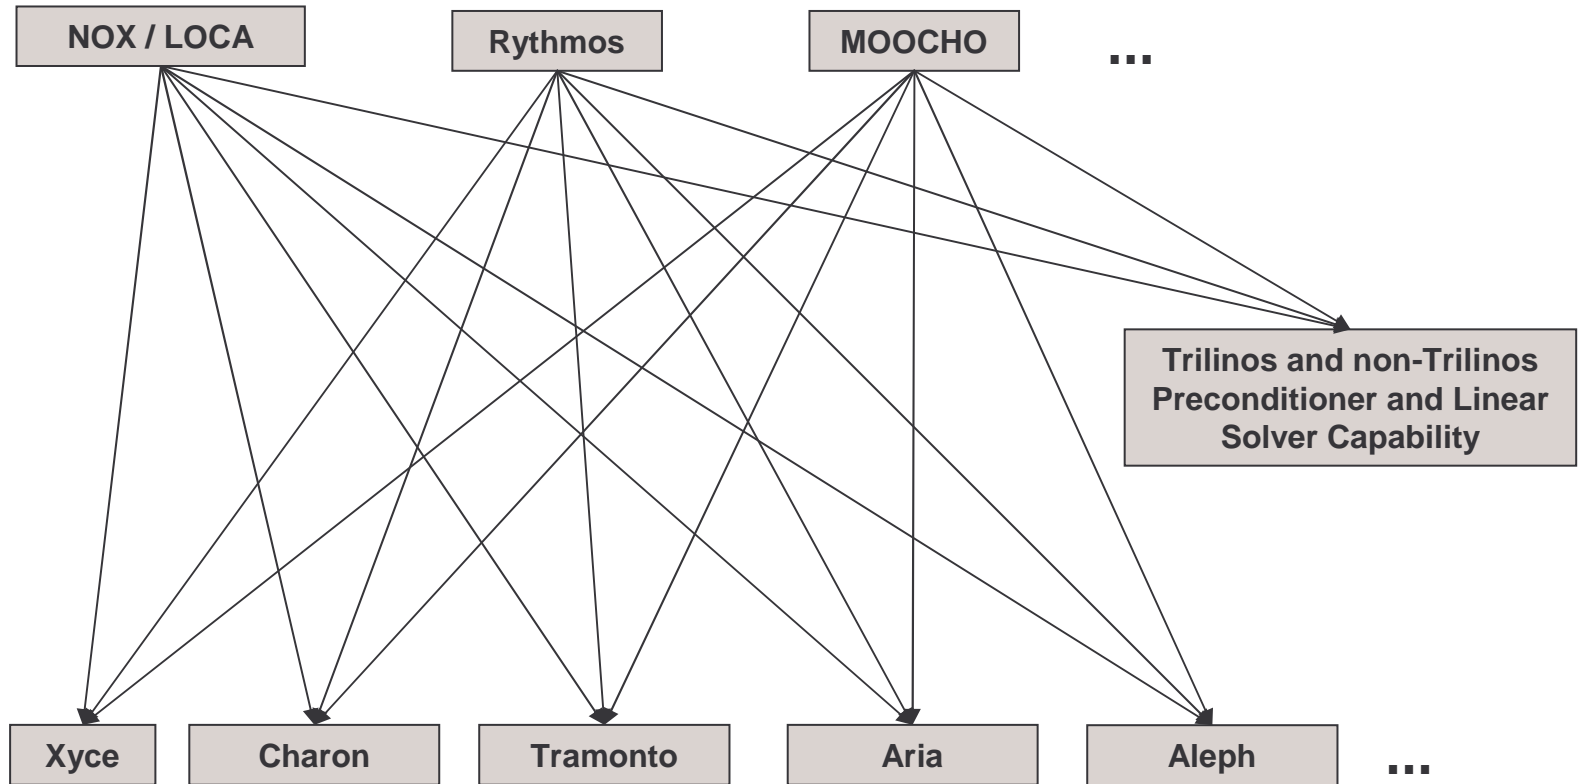 NOX / LOCA
Rythmos
MOOCHO
...
Trilinos and non-Trilinos
Preconditioner and Linear
Solver Capability
Xyce
Charon
Tramonto
Aria
Aleph
...